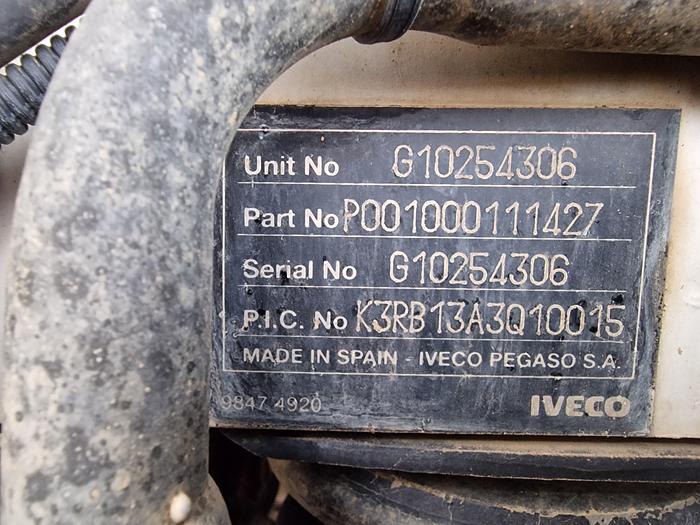 Unit No G10254306
Part No P001000111427
Serial No G10254306
P.I.C. No K3RB13A3Q10015
MADE IN SPAIN - IVECO PEGASO S.A.
9847 4920 IVECO